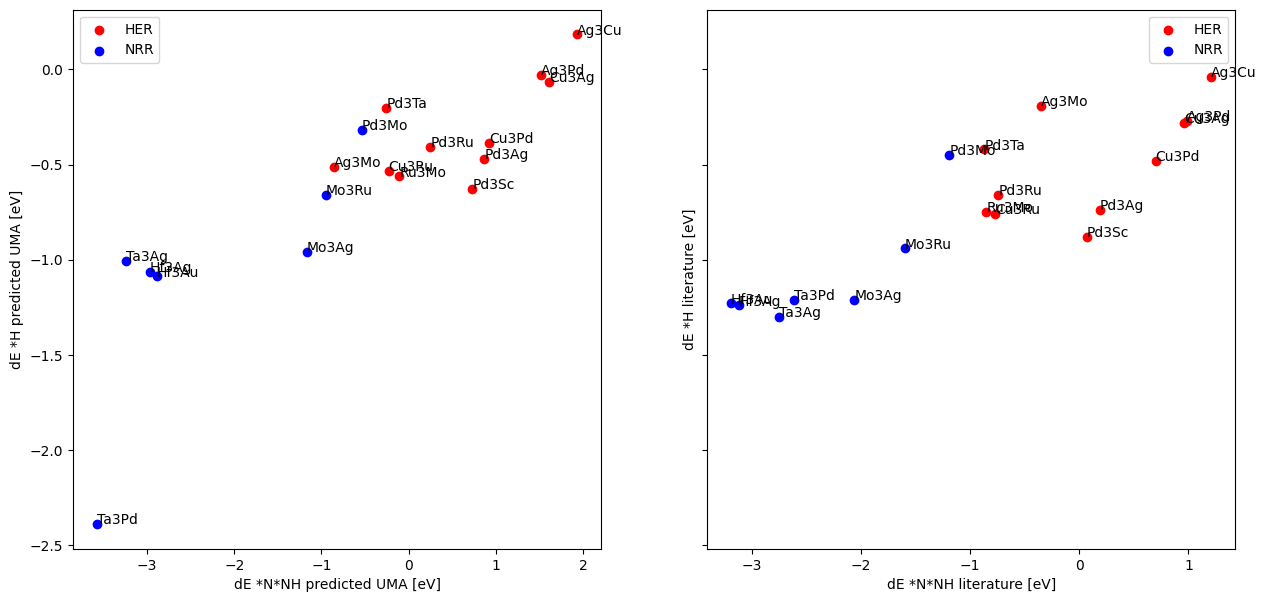 HER
NRR
Ag3Cu
Ag3Pd
Cu3Ag
Pd3Ta
Pd3Mo
Pd3Ru
Cu3Pd
Pd3Ag
Ag3Mo
Cu3Ru
Ru3Mo
Pd3Sc
Mo3Ru
Mo3Ag
Ta3Ag
Hf3Ag
Hf3Au
Ta3Pd
0.0
−0.5
−1.0
−1.5
−2.0
−2.5
dE *H predicted UMA [eV]
−3
−2
−1
0
1
2
dE *N*NH predicted UMA [eV]
HER
NRR
Ag3Cu
Ag3Mo
Ag3Pd
Cu3Ag
Pd3Ta
Pd3Mo
Cu3Pd
Pd3Ru
Ru3Mo
Cu3Ru
Pd3Ag
Pd3Sc
Mo3Ru
Hf3Au
Hf3Ag
Ta3Pd
Mo3Ag
Ta3Ag
dE *H literature [eV]
−3
−2
−1
0
1
dE *N*NH literature [eV]